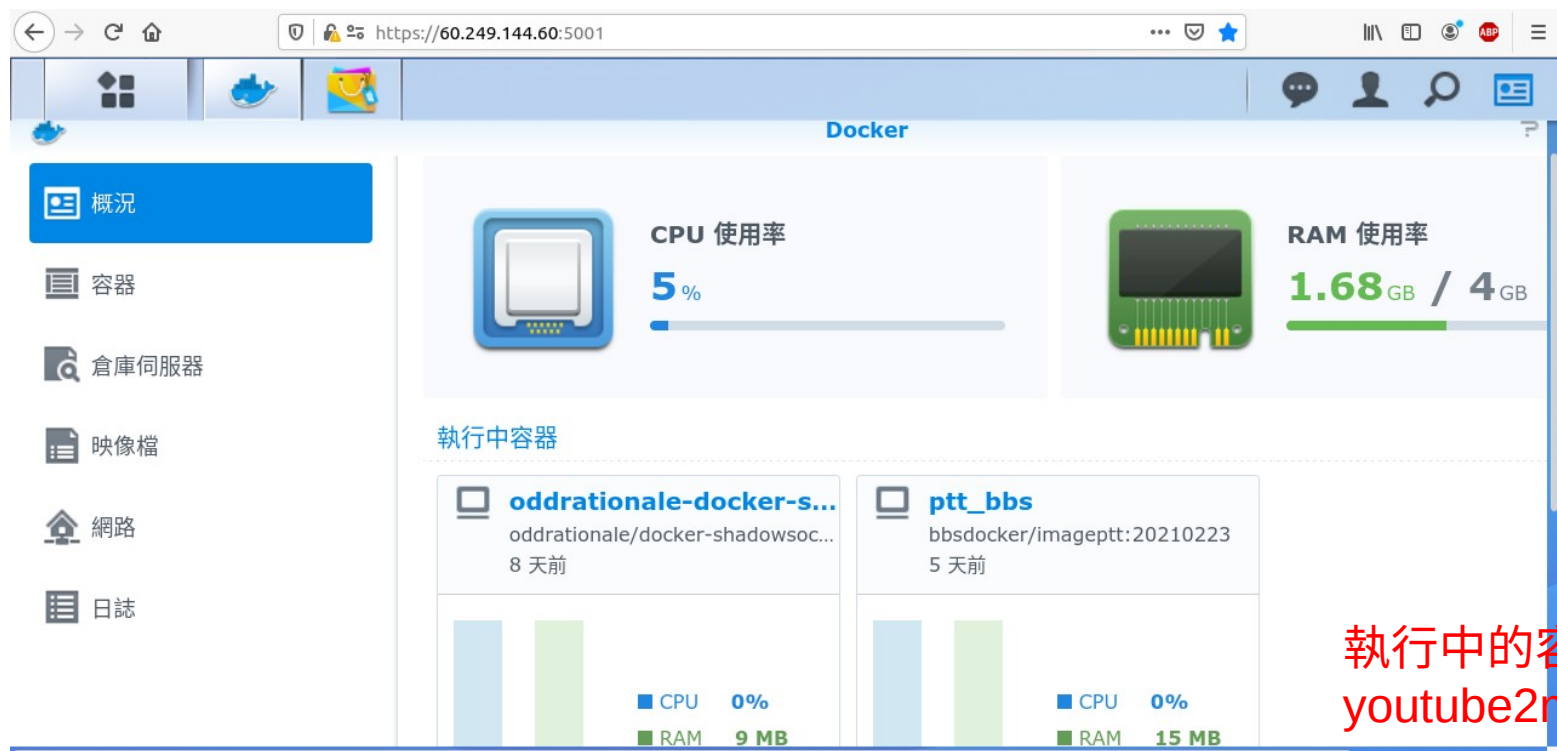 https://60.249.144.60:5001
ABP
Docker
?
概況
容器
倉庫伺服器
映像檔
網路
日誌
CPU 使用率
5 %
RAM 使用率
1.68 GB / 4 GB
執行中容器
oddrationale-docker-s...
oddrationale/docker-shadowsoc...
8 天前
CPU 0%
RAM 9 MB
ptt_bbs
bbsdocker/imageptt:20210223
5 天前
CPU 0%
RAM 15 MB
執行中的
youtube2